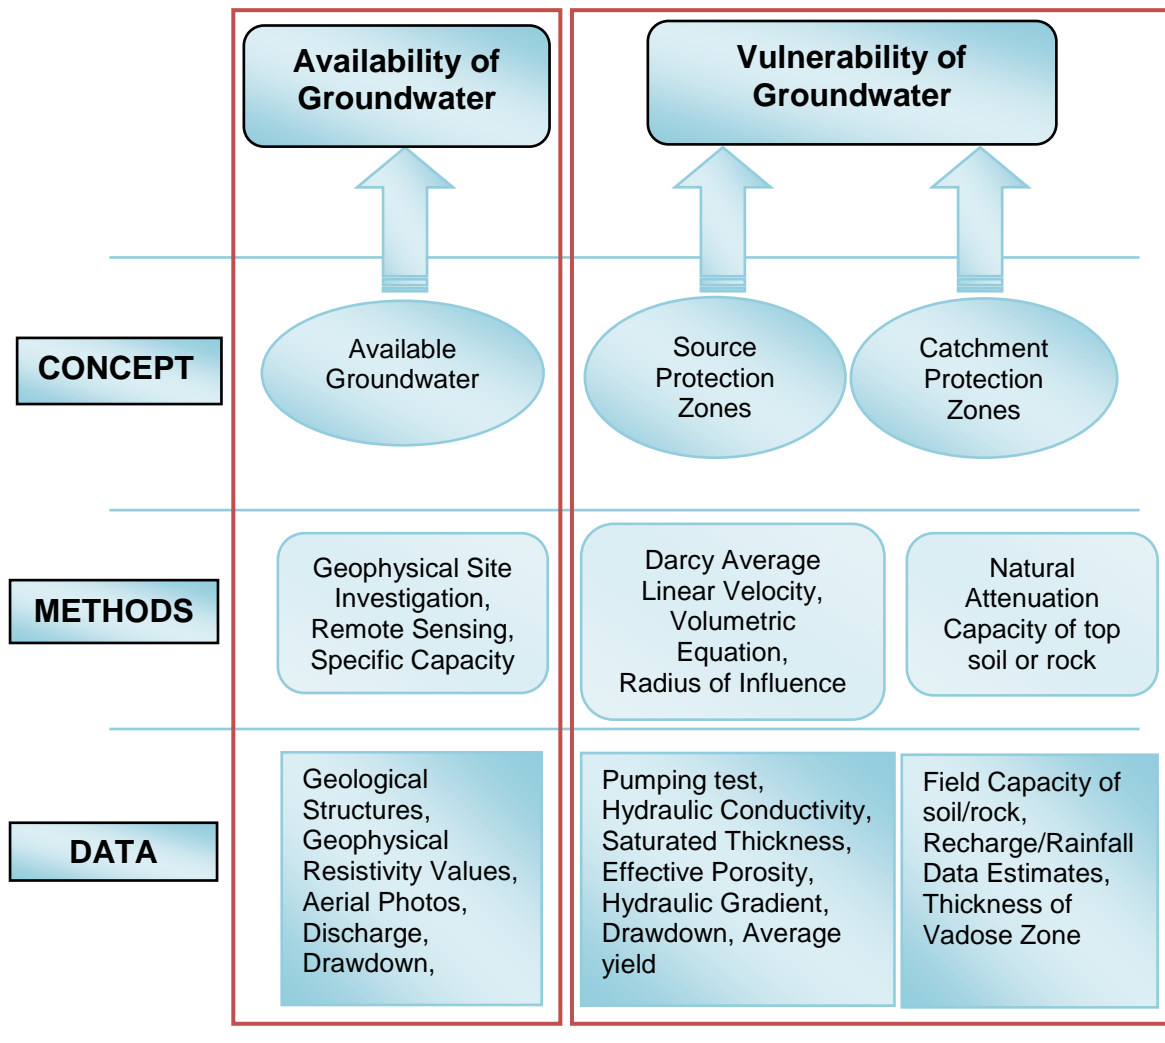 Availability of
Groundwater
Vulnerability of
Groundwater
CONCEPT
Available
Groundwater
Source
Protection
Zones
Catchment
Protection
Zones
METHODS
Geophysical Site
Investigation,
Remote Sensing,
Specific Capacity
Darcy Average
Linear Velocity,
Volumetric
Equation,
Radius of Influence
Natural
Attenuation
Capacity of top
soil or rock
DATA
Geological
Structures,
Geophysical
Resistivity Values,
Aerial Photos,
Discharge,
Drawdown,
Pumping test,
Hydraulic Conductivity,
Saturated Thickness,
Effective Porosity,
Hydraulic Gradient,
Drawdown, Average
yield
Field Capacity of
soil/rock,
Recharge/Rainfall
Data Estimates,
Thickness of
Vadose Zone